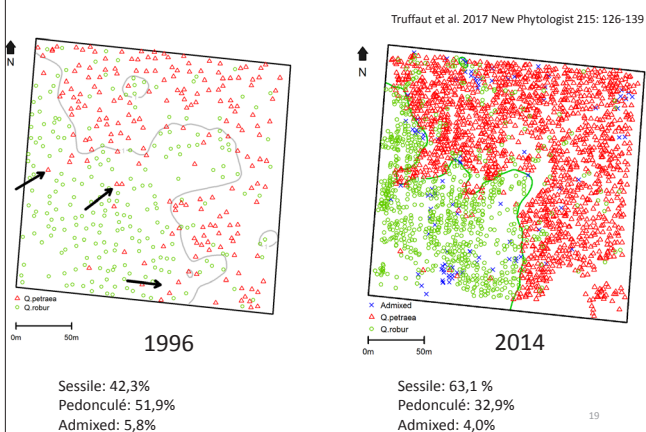 Truffaut et al. 2017 New Phytologist 215: 126-139
N
Q.petraea
Q.robur
0m 50m
1996
Sessile: 42,3%
Pedonculé: 51,9%
Admixed: 5,8%
N
Admixed
Q.petraea
Q.robur
0m 50m
2014
Sessile: 63,1 %
Pedonculé: 32,9%
Admixed: 4,0%
19